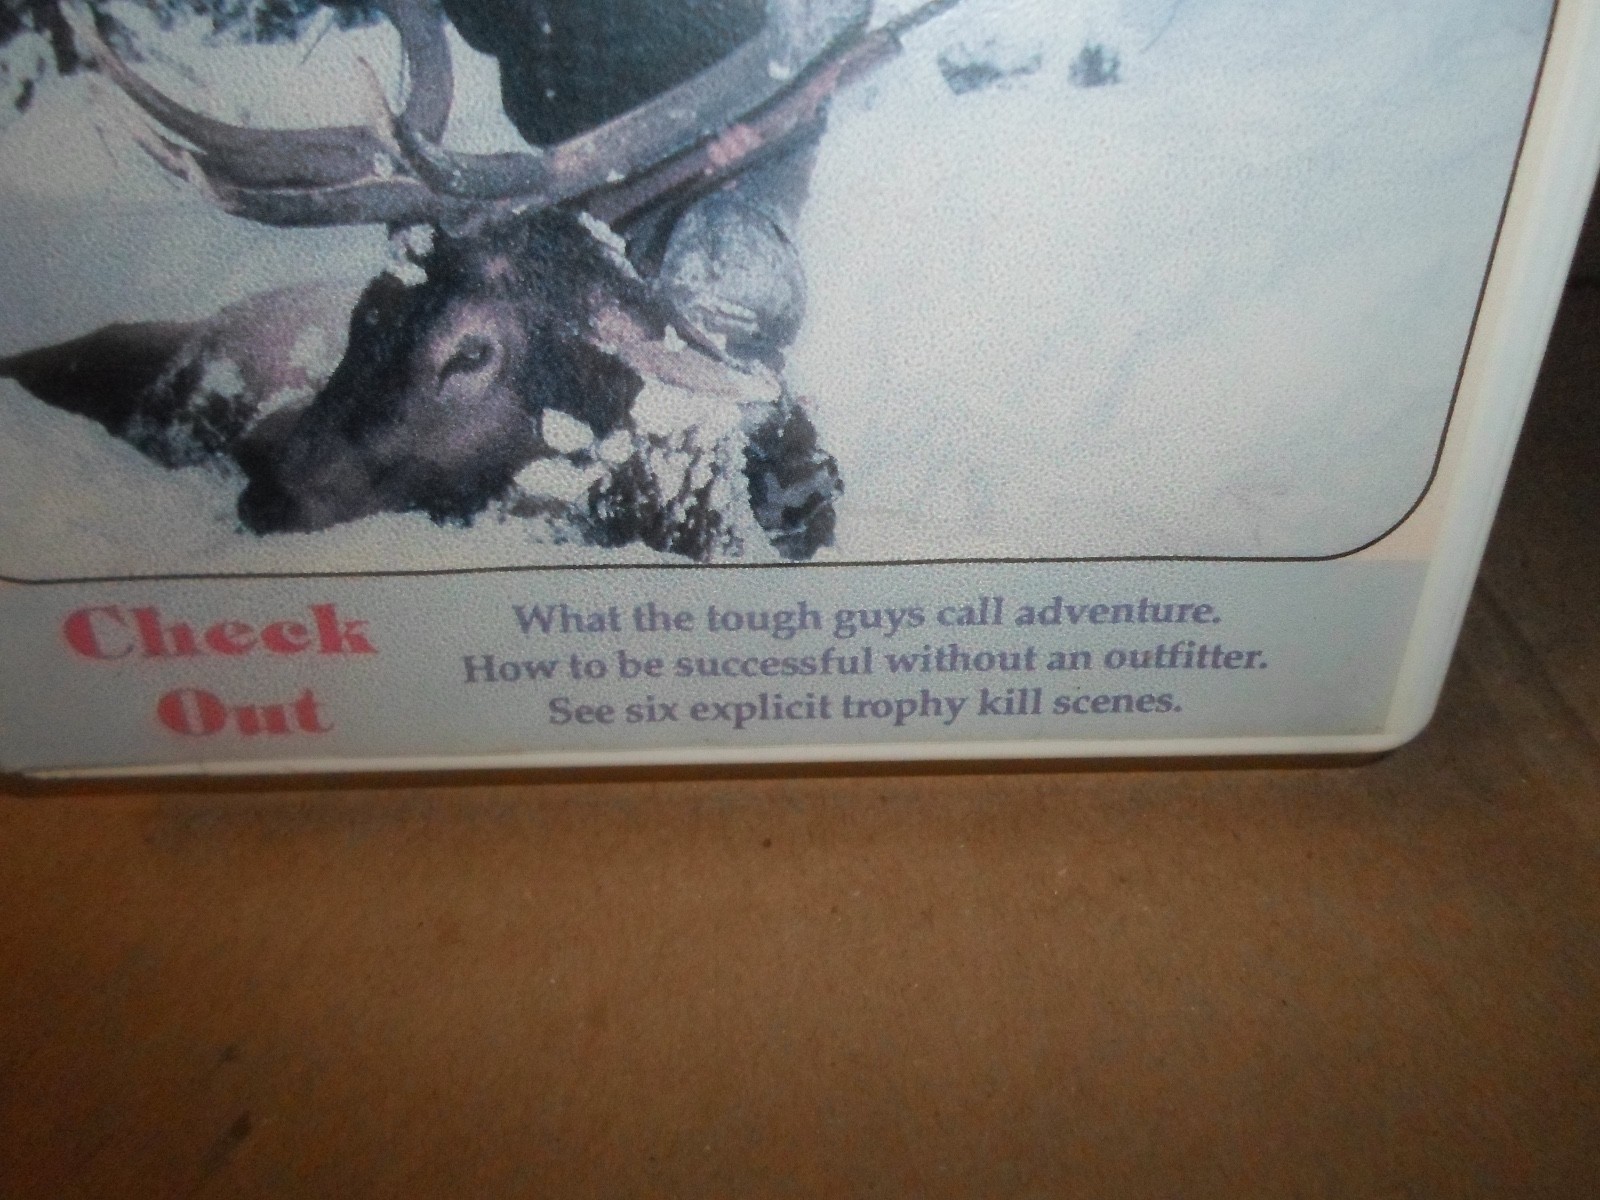 Check
Out
What the tough guys call adventure.
How to be successful without an outfitter.
See six explicit trophy kill scenes.